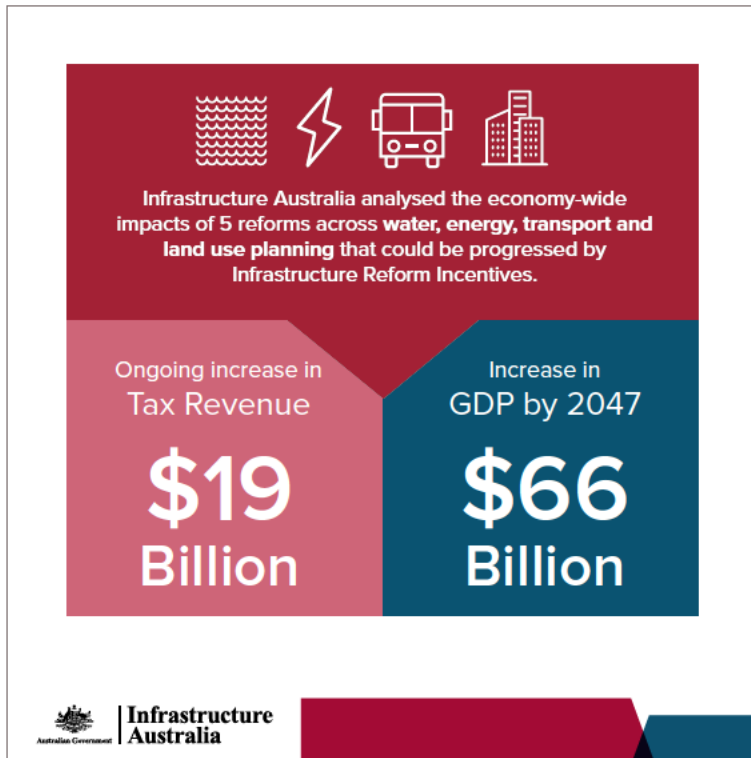 Infrastructure Australia analysed the economy-wide
impacts of 5 reforms across water, energy, transport and
land use planning that could be progressed by
Infrastructure Reform Incentives.
Ongoing increase in
Tax Revenue
$19
Billion
Increase in
GDP by 2047
$66
Billion
Australian Government
Infrastructure
Australia